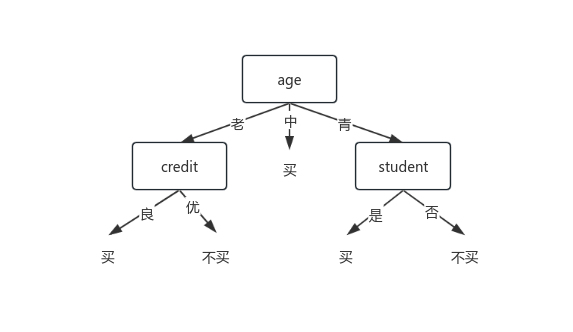 age
老
中
青
credit
买
student
良
优
是
否
买
不买
买
不买